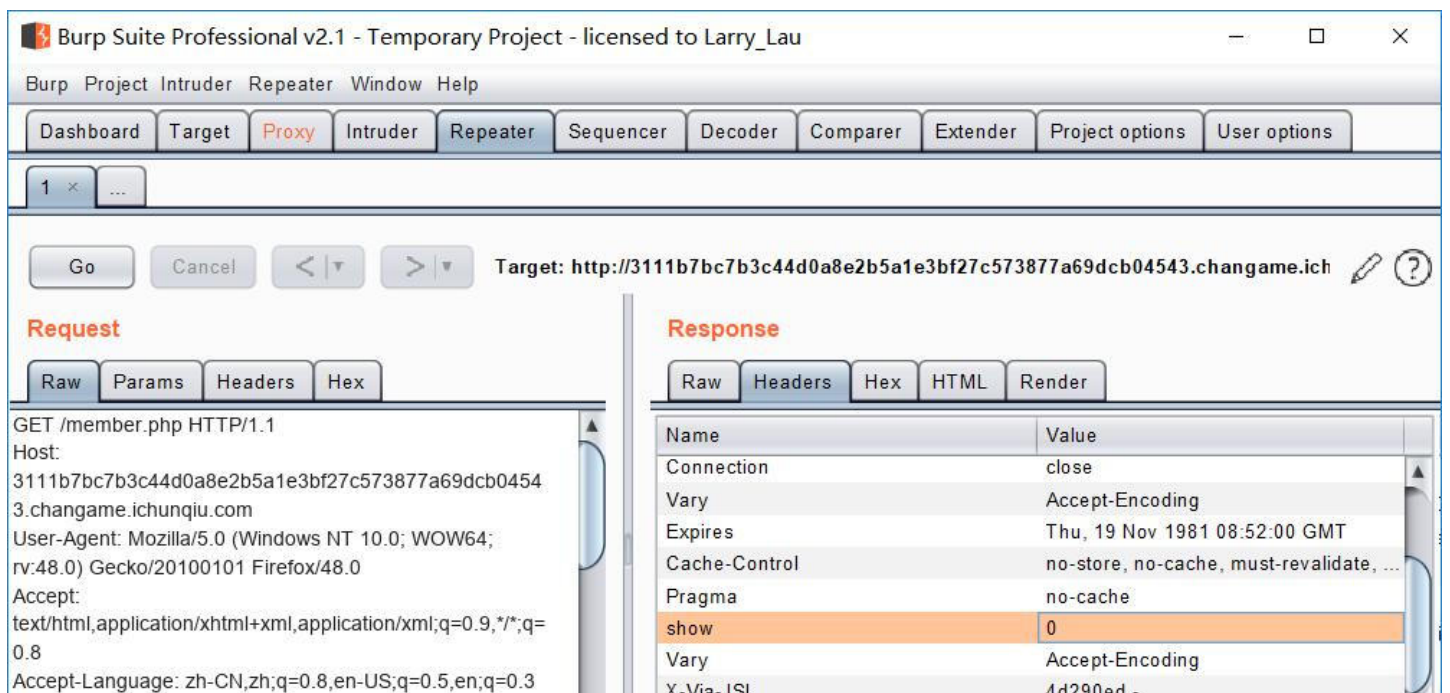 Burp Suite Professional v2.1 - Temporary Project - licensed to Larry_Lau
Burp Project Intruder Repeater Window Help
Dashboard Target Proxy Intruder Repeater Sequencer Decoder Comparer Extender Project options User options
1 × ...
Go Cancel < > Target: http://3111b7bc7b3c44d0a8e2b5a1e3bf27c573877a69dcb04543.changame.ich
Request
Raw Params Headers Hex
GET /member.php HTTP/1.1
Host:
3111b7bc7b3c44d0a8e2b5a1e3bf27c573877a69dcb0454
3.changame.ichunqiu.com
User-Agent: Mozilla/5.0 (Windows NT 10.0; WOW64;
rv:48.0) Gecko/20100101 Firefox/48.0
Accept:
text/html,application/xhtml+xml,application/xml;q=0.9,*/*;q=
0.8
Accept-Language: zh-CN,zh;q=0.8,en-US;q=0.5,en;q=0.3
Response
Raw Headers Hex HTML Render
Name Value
Connection close
Vary Accept-Encoding
Expires Thu, 19 Nov 1981 08:52:00 GMT
Cache-Control no-store, no-cache, must-revalidate, ...
Pragma no-cache
show 0
Vary Accept-Encoding
X-Via-JSL 4d290ed,-